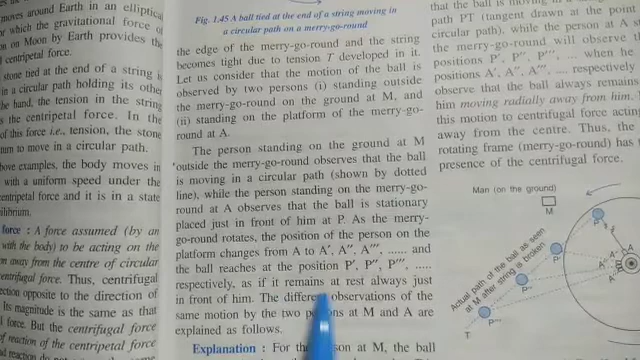 moves around Earth in an elliptical
or which the gravitational force of
on on Moon by Earth provides the
centripetal force.
stone tied at the end of a string is
in a circular path holding its other
the hand, the tension in the string
s the centripetal force. In the
of this force i.e., tension, the stone
turn to move in a circular path.
above examples, the body moves in
with a uniform speed under the
centripetal force and it is in a state
force : A force assumed (by an
with the body) to be acting on the
on away from the centre of circular
centrifugal force. Thus, centrifugal
ection opposite to the direction of
Its magnitude is the same as that
force. But the centrifugal force
of reaction of the centripetal force
Fig. 1.45 A ball tied at the end of a string moving in
a circular path on a merry-go-round
the edge of the merry-go-round and the string
becomes tight due to tension T developed in it.
Let us consider that the motion of the ball is
observed by two persons (i) standing outside
the merry-go-round on the ground at M, and
(ii) standing on the platform of the merry-go-
round at A.
The person standing on the ground at M
outside the merry-go-round observes that the ball
is moving in a circular path (shown by dotted
line), while the person standing on the merry-go-
round at A observes that the ball is stationary
placed just in front of him at P. As the merry-
go-round rotates, the position of the person on the
platform changes from A to A′, A″, A‴, ...... and
the ball reaches at the position P′, P″, P‴, .....
respectively, as if it remains at rest always just
in front of him. The different observations of the
same motion by the two persons at M and A are
explained as follows.
Explanation : For the person at M, the ball
that the ball is moving in a
path PT (tangent drawn at the point
circular path), while the person at A
the merry-go-round will observe th
positions P′, P″, P‴, .... when he
positions A′, A″, A‴, .... respectively
observe that the ball always remains
him moving radially away from him.
this motion to centrifugal force acting
away from the centre. Thus, the
rotating frame (merry-go-round) has
presence of the centrifugal force.
Man (on the ground)
M
P
P′
P″
P‴
T
A
Actual path of the ball as seen
at M after string is broken